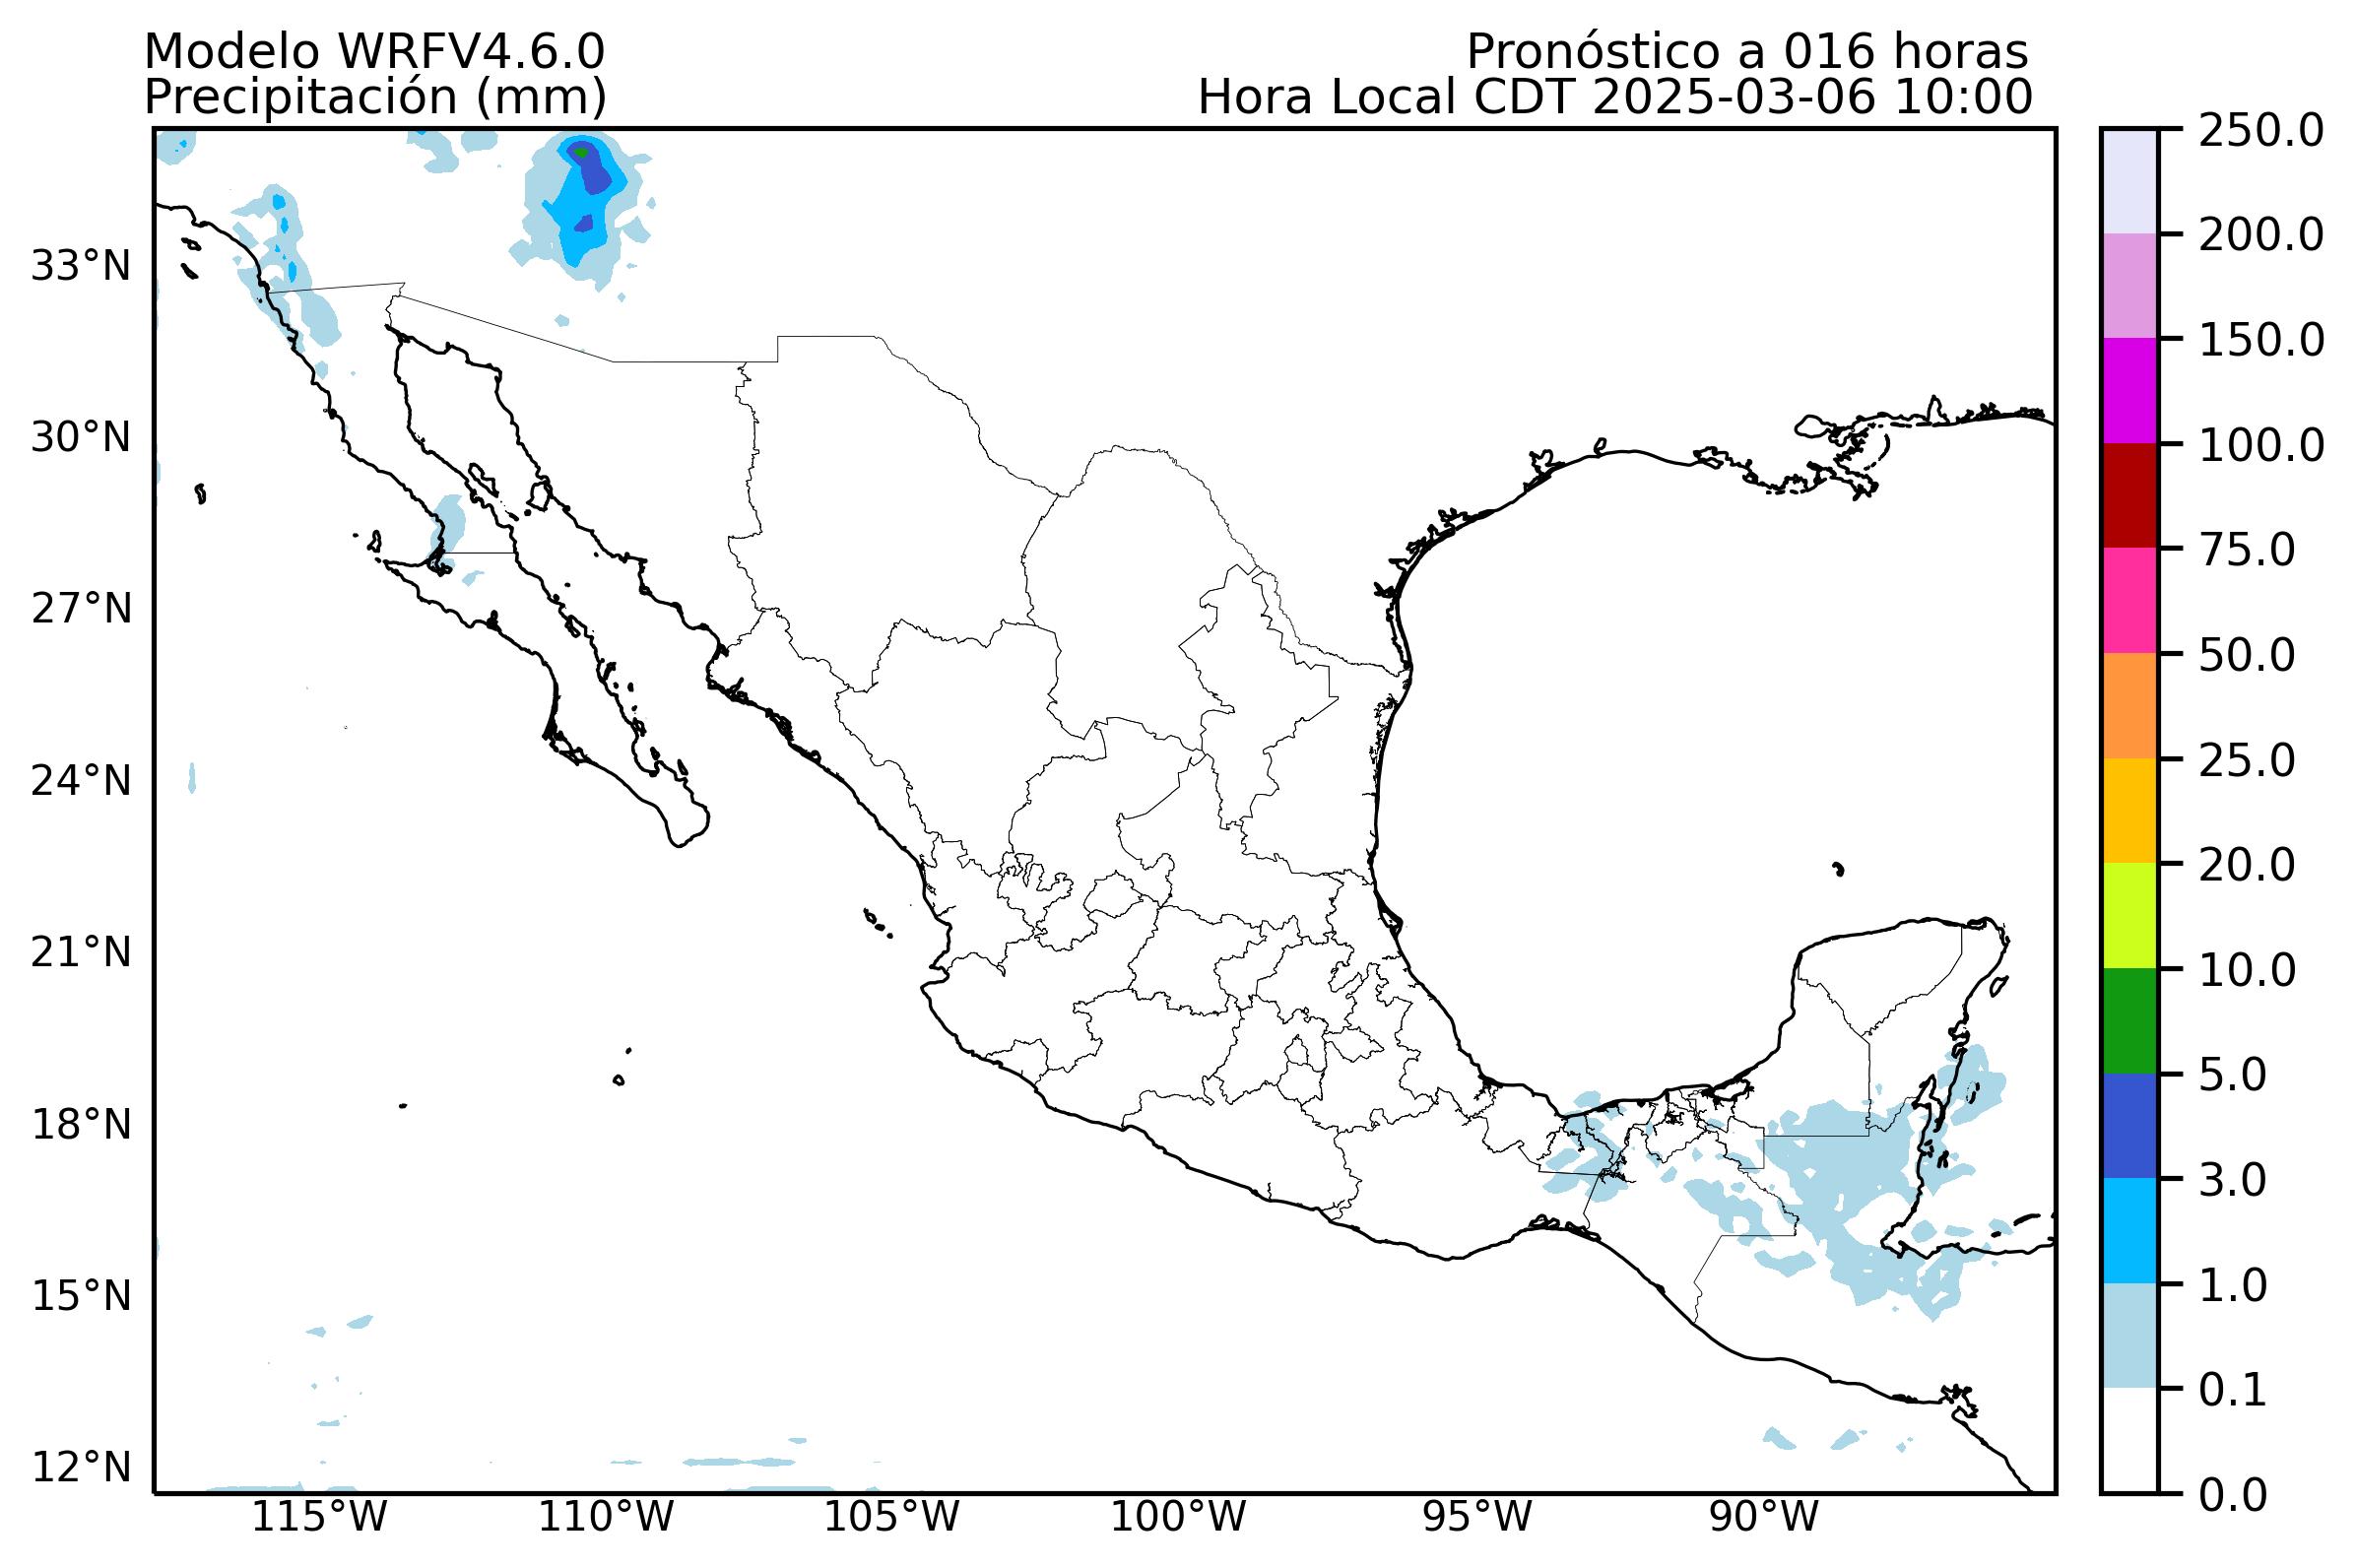 Modelo WRFV4.6.0
Precipitación (mm)
Pronóstico a 016 horas
Hora Local CDT 2025-03-06 10:00
33°N
30°N
27°N
24°N
21°N
18°N
15°N
12°N
115°W
110°W
105°W
100°W
95°W
90°W
250.0
200.0
150.0
100.0
75.0
50.0
25.0
20.0
10.0
5.0
3.0
1.0
0.1
0.0